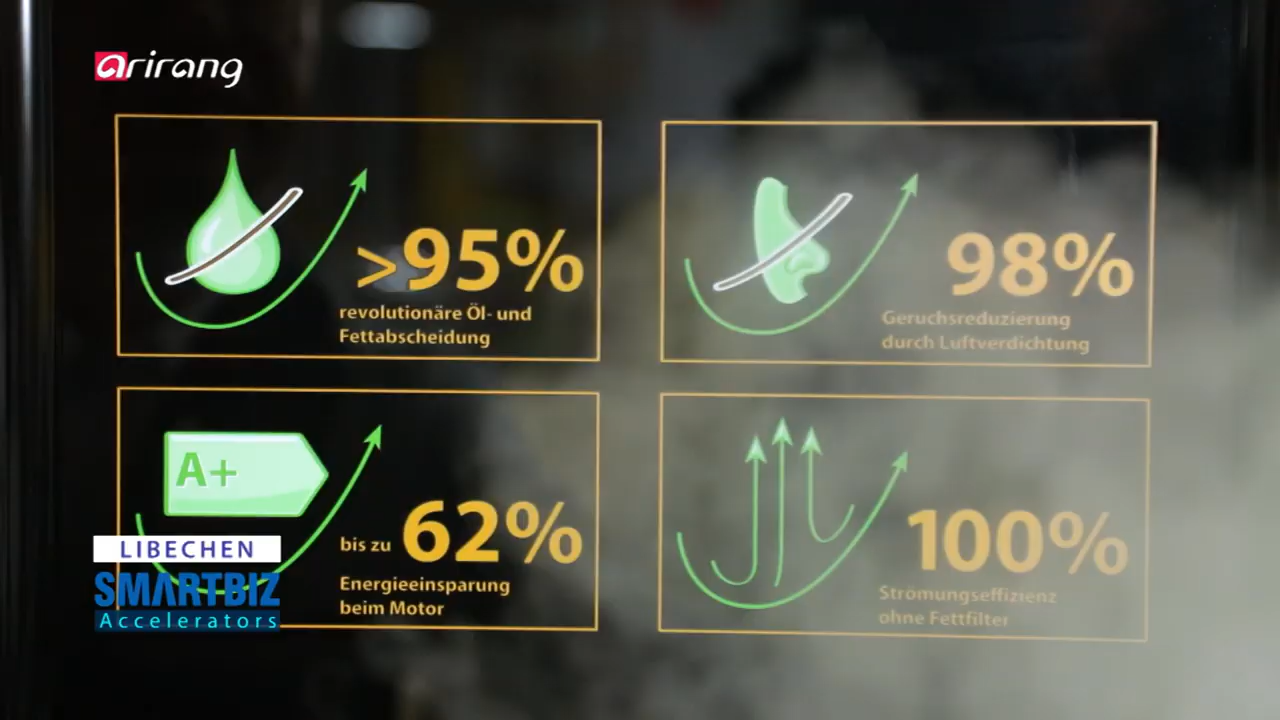 arirang
>95%
revolutionäre Öl- und
Fettabscheidung
98%
Geruchsreduzierung
durch Luftverdichtung
A+
bis zu 62%
Energieeinsparung
beim Motor
100%
Strömungseffizienz
ohne Fettfilter
LIBECHEN
SMARTBIZ
Accelerators